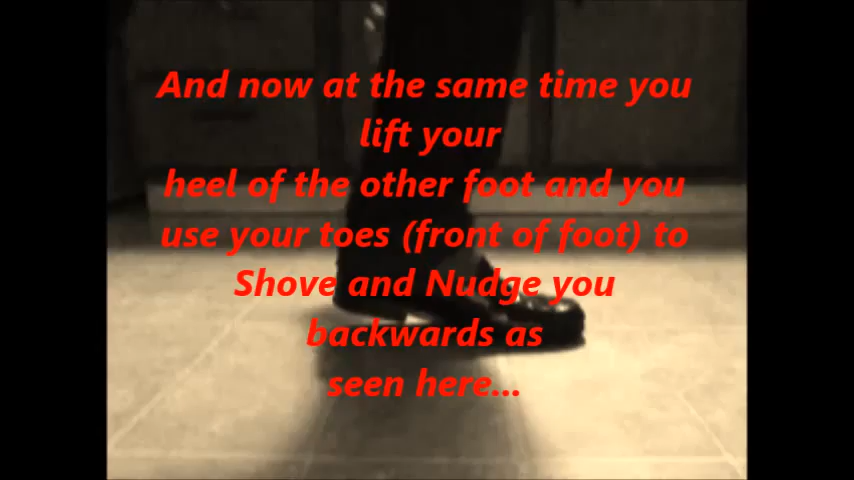 And now at the same time you
lift your
heel of the other foot and you
use your toes (front of foot) to
Shove and Nudge you
backwards as
seen here...